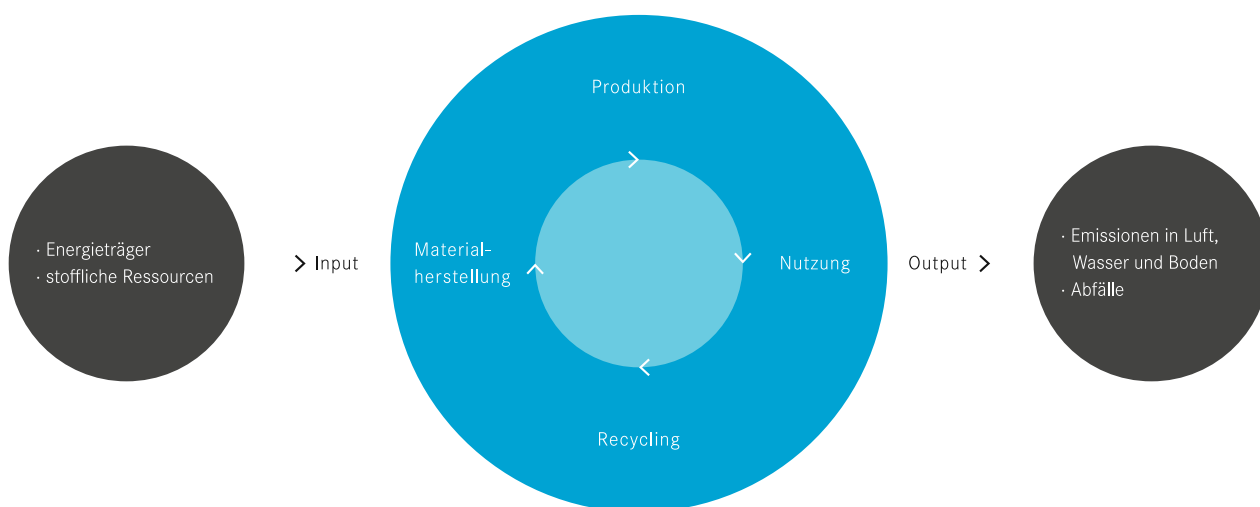 · Energieträger
· stoffliche Ressourcen
Input
Produktion
Material-
herstellung
Nutzung
Recycling
Output
· Emissionen in Luft,
Wasser und Boden
· Abfälle